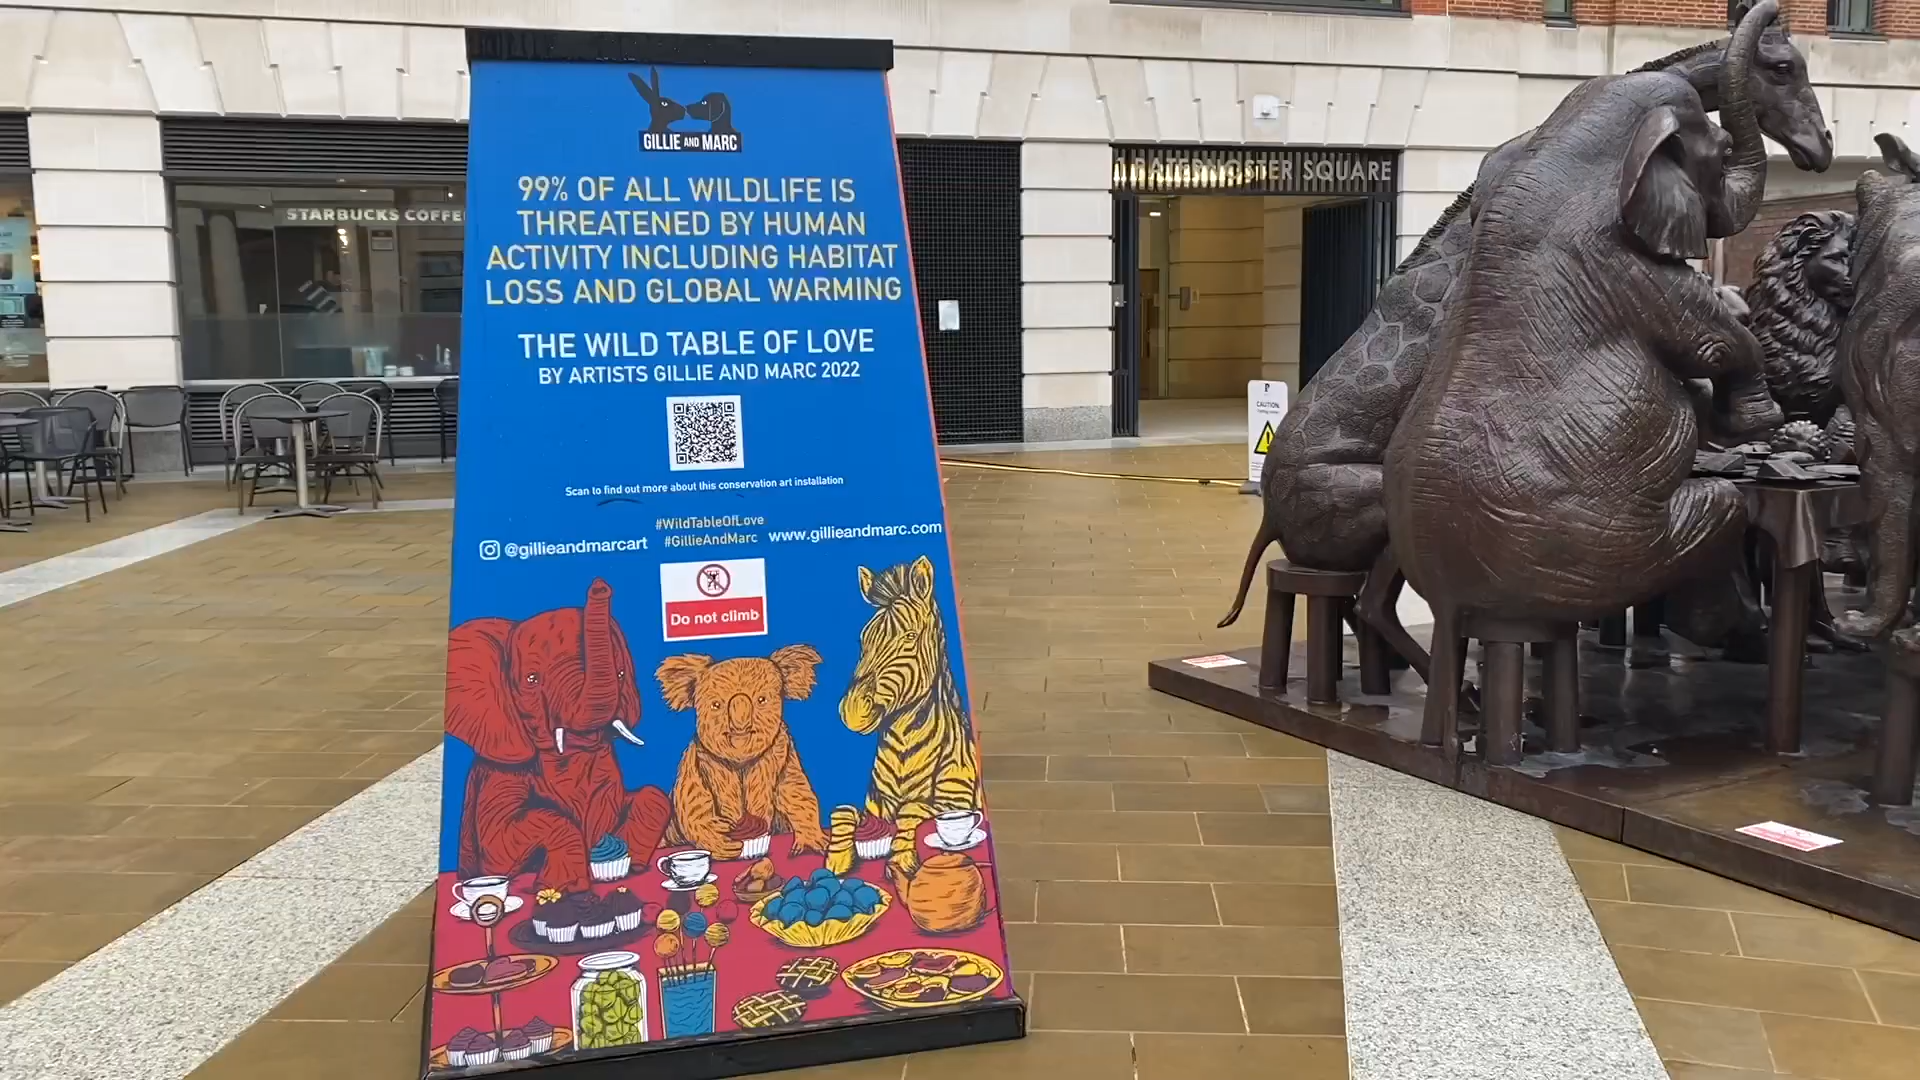 GILLIE AND MARC
99% OF ALL WILDLIFE IS
THREATENED BY HUMAN
ACTIVITY INCLUDING HABITAT
LOSS AND GLOBAL WARMING
THE WILD TABLE OF LOVE
BY ARTISTS GILLIE AND MARC 2022
Scan to find out more about this conservation art installation
#WildTableOfLove
@gillieandmarcart #GillieAndMarc www.gillieandmarc.com
Do not climb
STARBUCKS COFFE
1 PATERNOSTER SQUARE
CAUTION